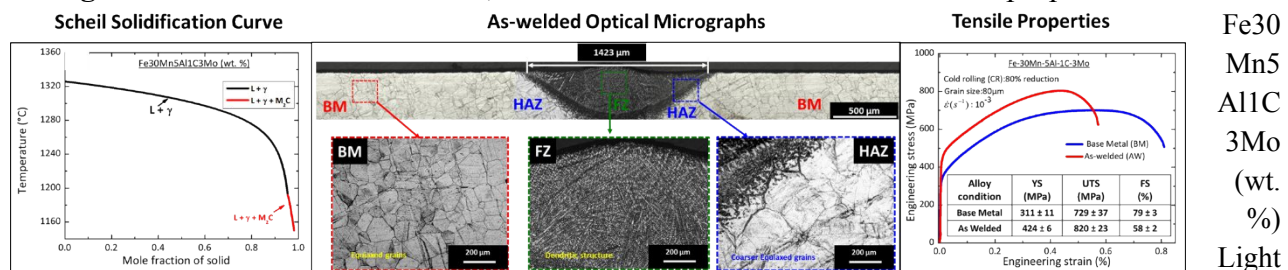 Scheil Solidification Curve
As-welded Optical Micrographs
Tensile Properties
1360
1320
1280
1240
1200
1160
Temperature (°C)
Fe30Mn5Al1C3Mo (wt. %)
L + γ
L + γ + M₂C
L + γ
L + γ + M₂C
0.0 0.2 0.4 0.6 0.8 1.0
Mole fraction of solid
1423 µm
BM
HAZ
FZ
HAZ
BM
500 µm
BM
Equiaxed grains
200 µm
FZ
Dendritic structure
200 µm
HAZ
Coarser Equiaxed grains
200 µm
1000
800
600
400
200
0
Engineering stress (MPa)
Fe-30Mn-5Al-1C-3Mo
Cold rolling (CR):80% reduction
Grain size:80µm
ε̇(s⁻¹) : 10⁻³
Base Metal (BM)
As-welded (AW)
Alloy condition YS (MPa) UTS (MPa) FS (%)
Base Metal 311 ± 11 729 ± 37 79 ± 3
As Welded 424 ± 6 820 ± 23 58 ± 2
0.0 0.2 0.4 0.6 0.8
Engineering strain (%)
Fe30
Mn5
Al1C
3Mo
(wt.
%)
Light